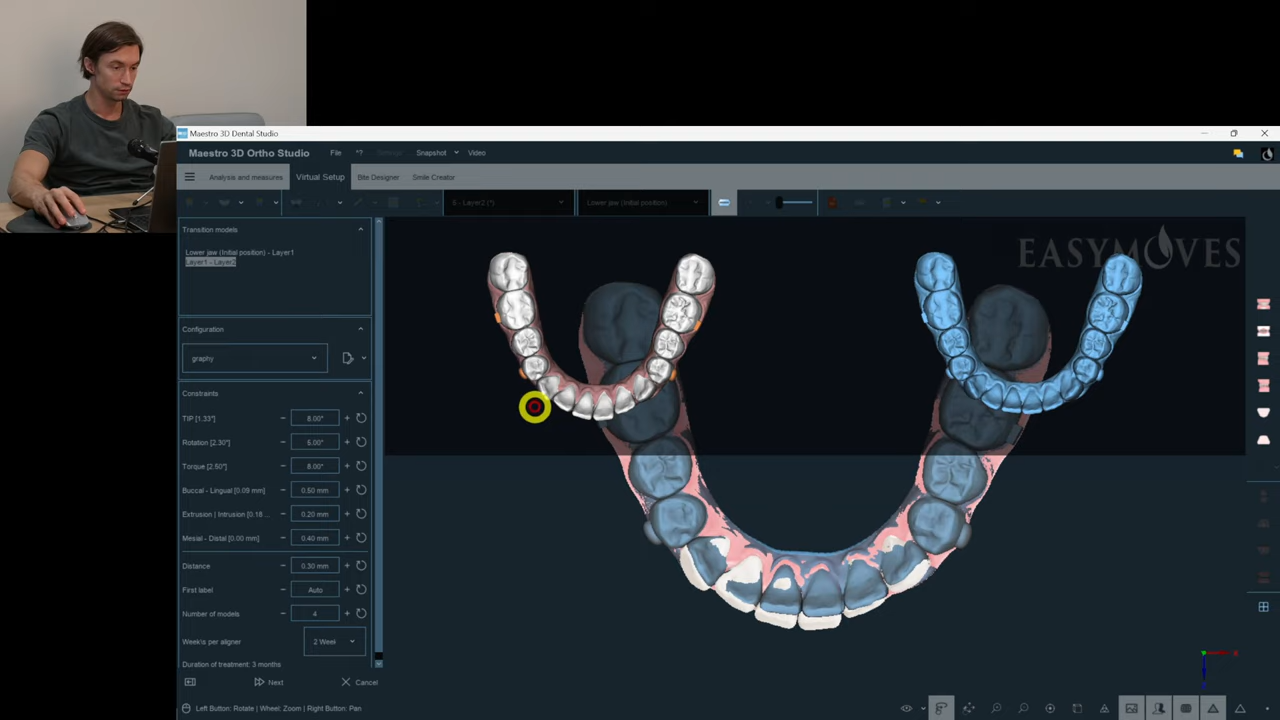 Maestro 3D Dental Studio
Maestro 3D Ortho Studio
File
Snapshot
Video
Analysis and measures
Virtual Setup
Bite Designer
Smile Creator
Lower jaw (Initial position)
Transition models
Lower jaw (Initial position) - Layer1
Layer1 - Layer2
EASYMOVES
Configuration
graphy
Constraints
TIP [1.33°] - 8.00° +
Rotation [2.30°] - 5.00° +
Torque [2.50°] - 8.00° +
Buccal - Lingual [0.09 mm] - 0.50 mm +
Extrusion | Intrusion [0.18 ... - 0.20 mm +
Mesial - Distal [0.00 mm] - 0.40 mm +
Distance - 0.30 mm +
First label - Auto +
Number of models - 4 +
Week\s per aligner 2 Week
Duration of treatment: 3 months
Next
Cancel
Left Button: Rotate | Wheel: Zoom | Right Button: Pan